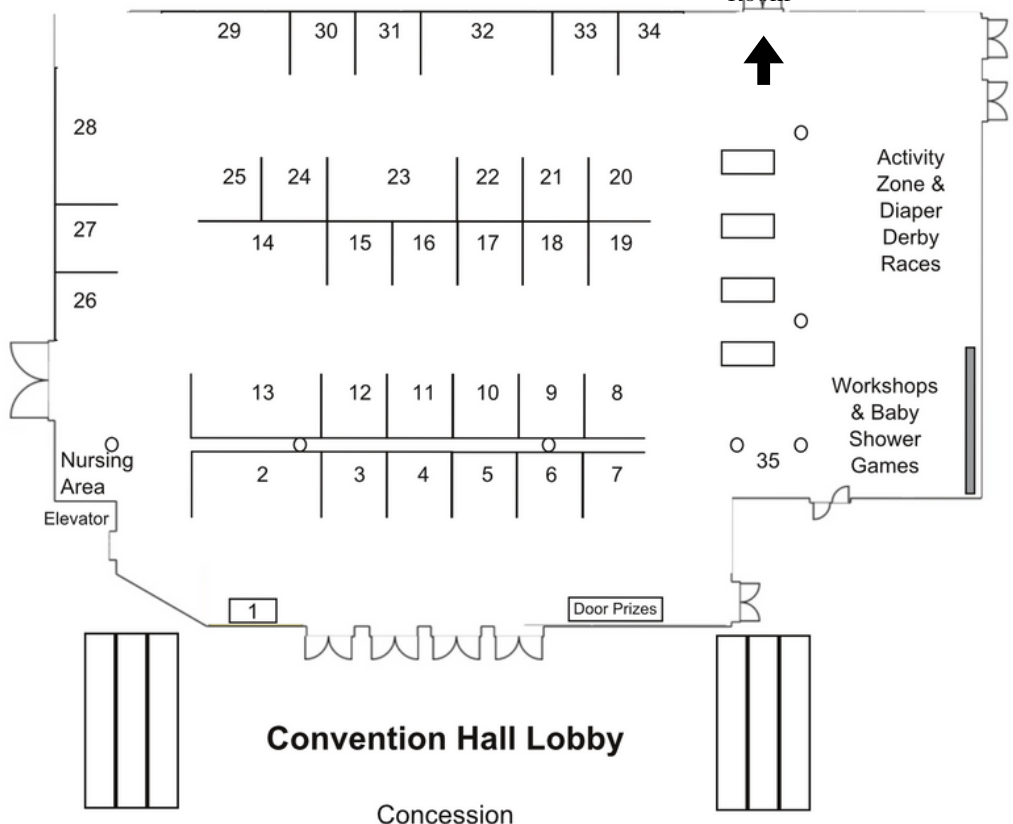 29 30 31 32 33 34
28
25 24 23 22 21 20
Activity
Zone &
Diaper
Derby
Races
27
14 15 16 17 18 19
26
13 12 11 10 9 8
Workshops
& Baby
Shower
Games
Nursing
Area
2 3 4 5 6 7
35
Elevator
1
Door Prizes
Convention Hall Lobby
Concession